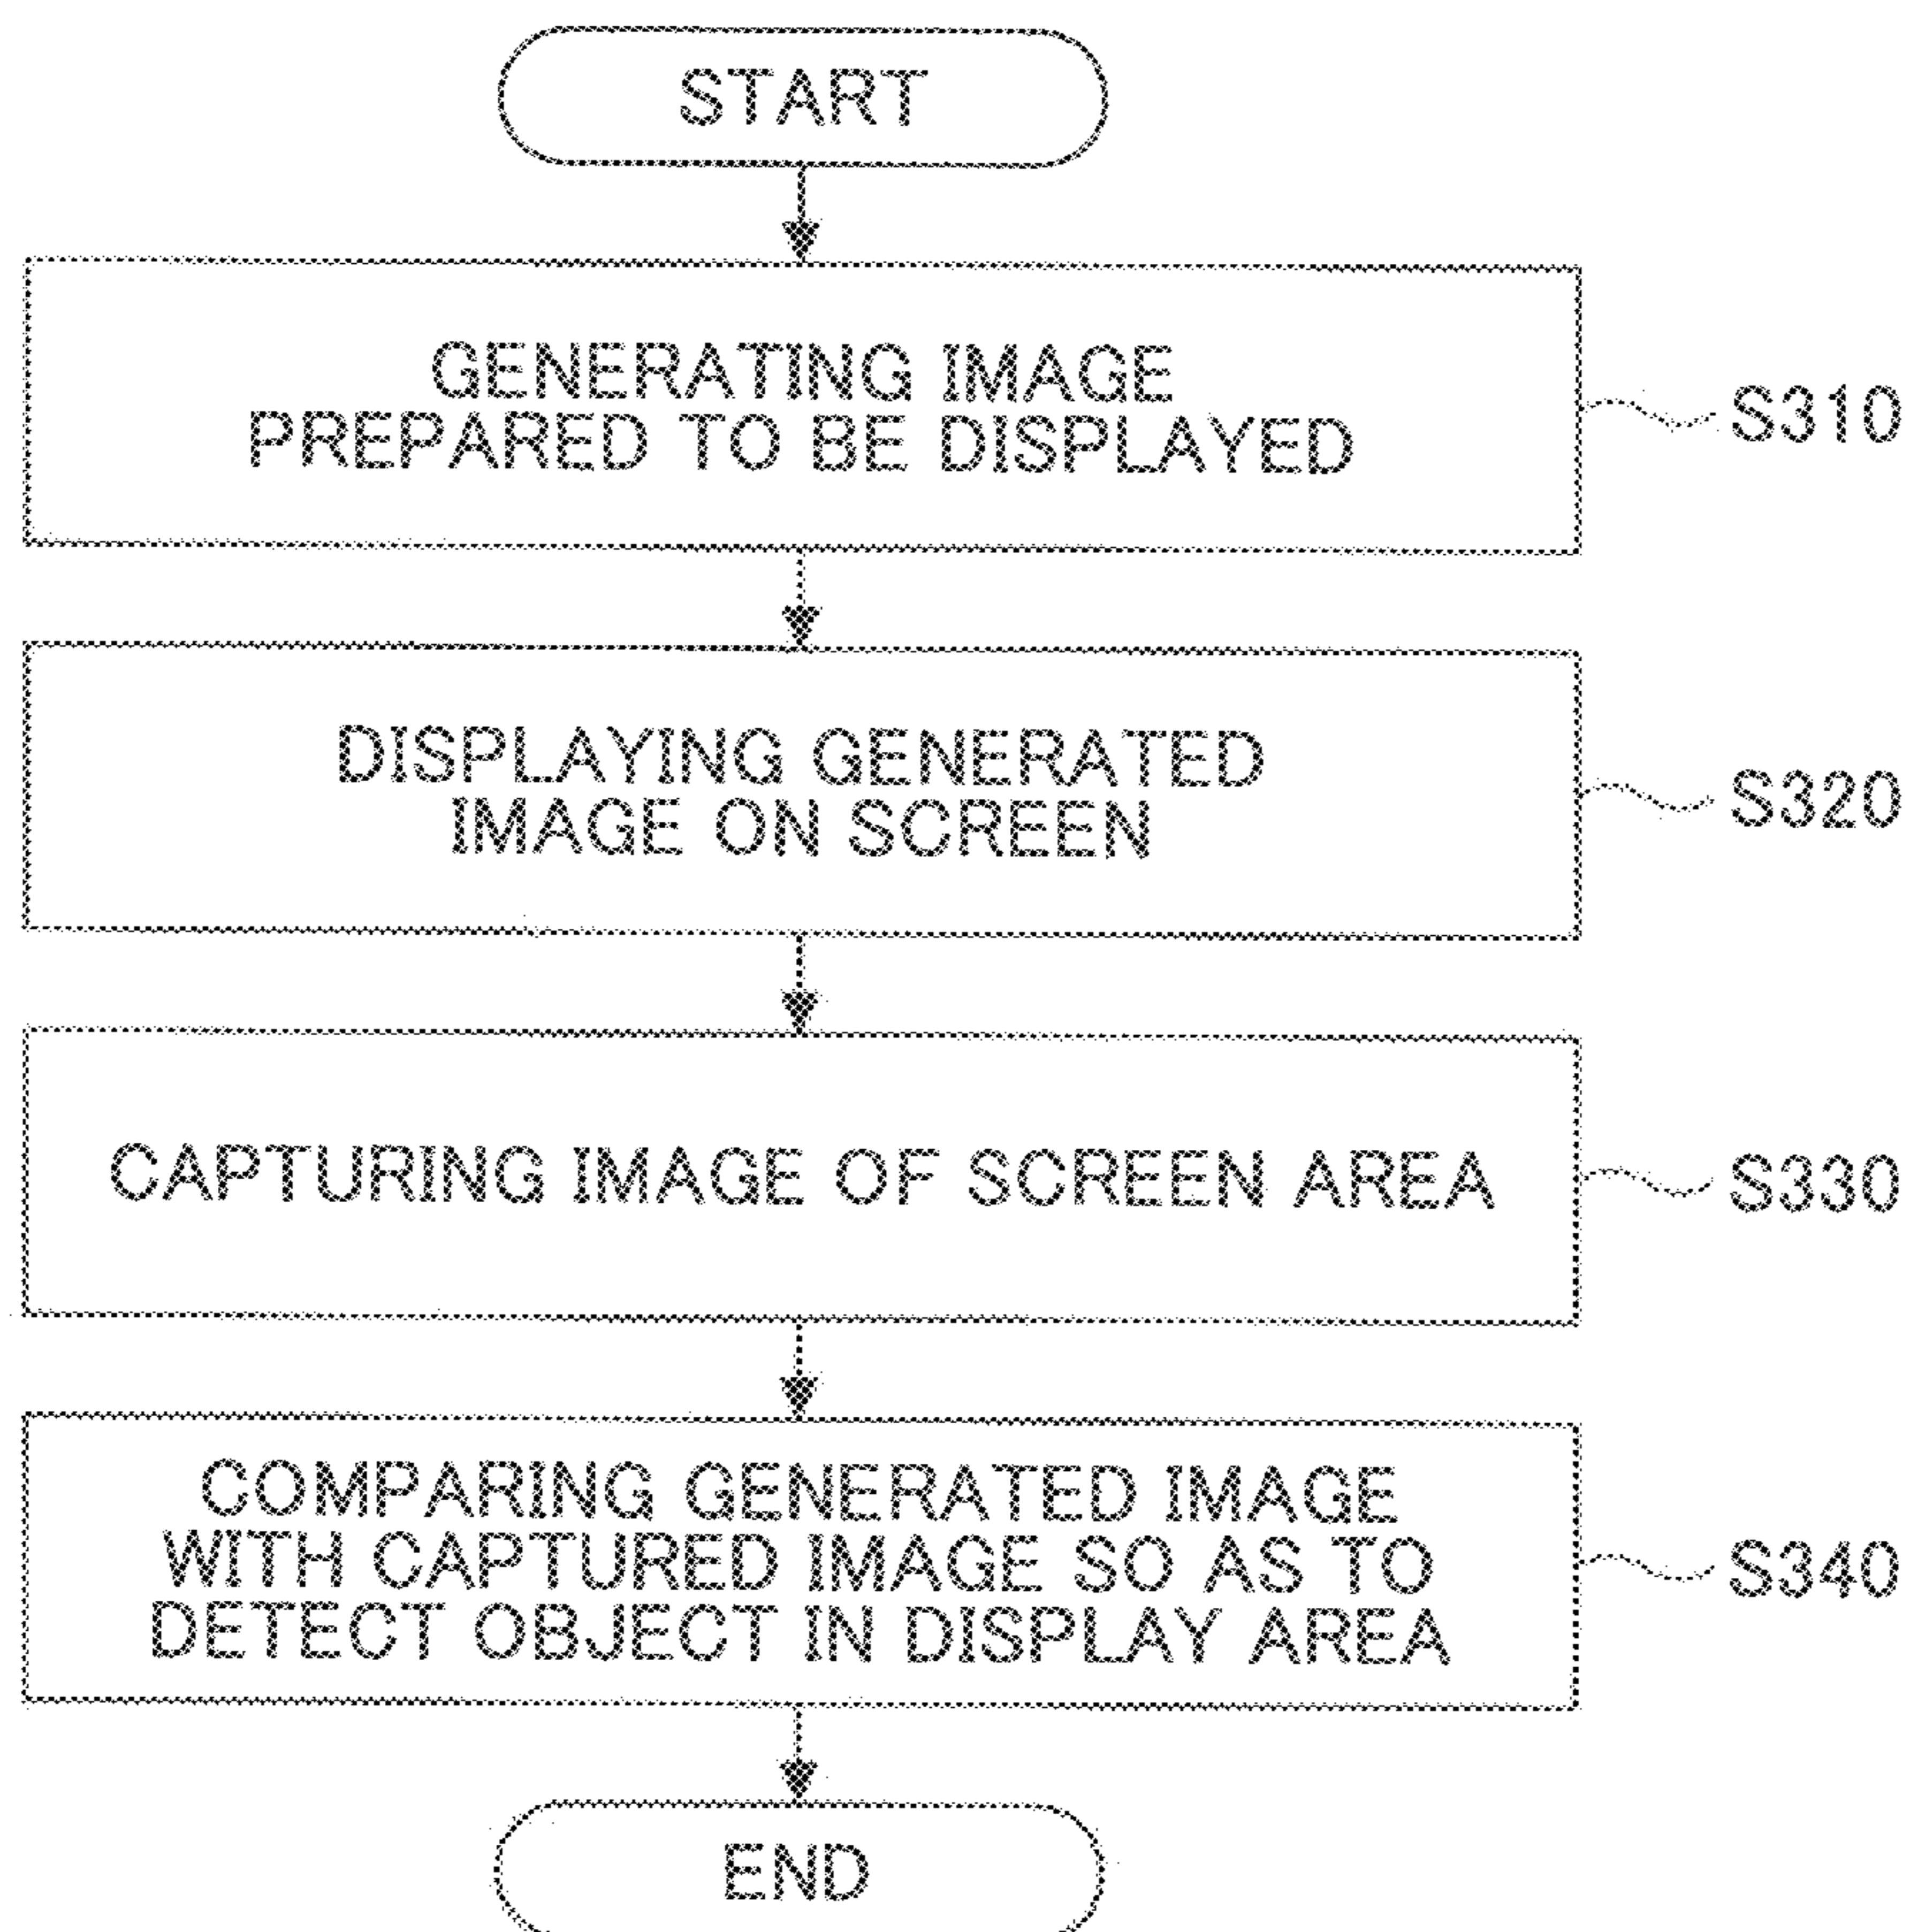 START
GENERATING IMAGE
PREPARED TO BE DISPLAYED
S310
DISPLAYING GENERATED
IMAGE ON SCREEN
S320
CAPTURING IMAGE OF SCREEN AREA
S330
COMPARING GENERATED IMAGE
WITH CAPTURED IMAGE SO AS TO
DETECT OBJECT IN DISPLAY AREA
S340
END